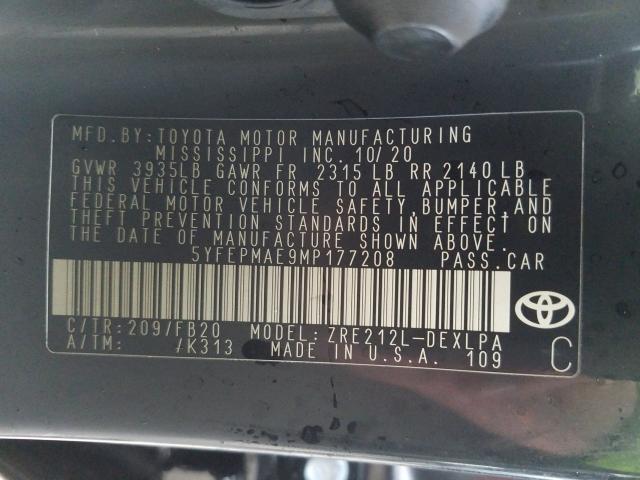 MFD.BY:TOYOTA MOTOR MANUFACTURING
MISSISSIPPI INC. 10/20
GVWR 3935LB GAWR FR 2315 LB RR 2140 LB
THIS VEHICLE CONFORMS TO ALL APPLICABLE
FEDERAL MOTOR VEHICLE SAFETY,BUMPER,AND
THEFT PREVENTION STANDARDS IN EFFECT ON
THE DATE OF MANUFACTURE SHOWN ABOVE.
5YFEPMAE9MP177208 PASS.CAR
C/TR:209/FB20 MODEL:ZRE212L-DEXLPA
A/TM: /K313 MADE IN U.S.A. 109
C